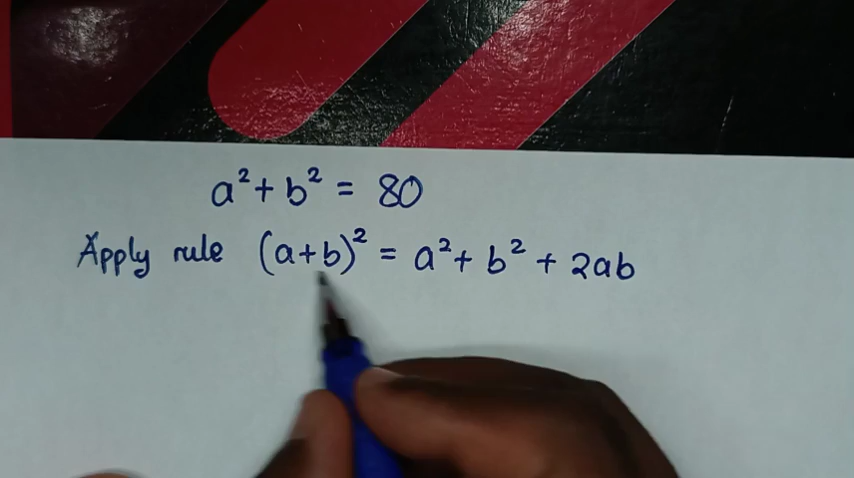 a² + b² = 80
Apply rule (a+b)² = a² + b² + 2ab